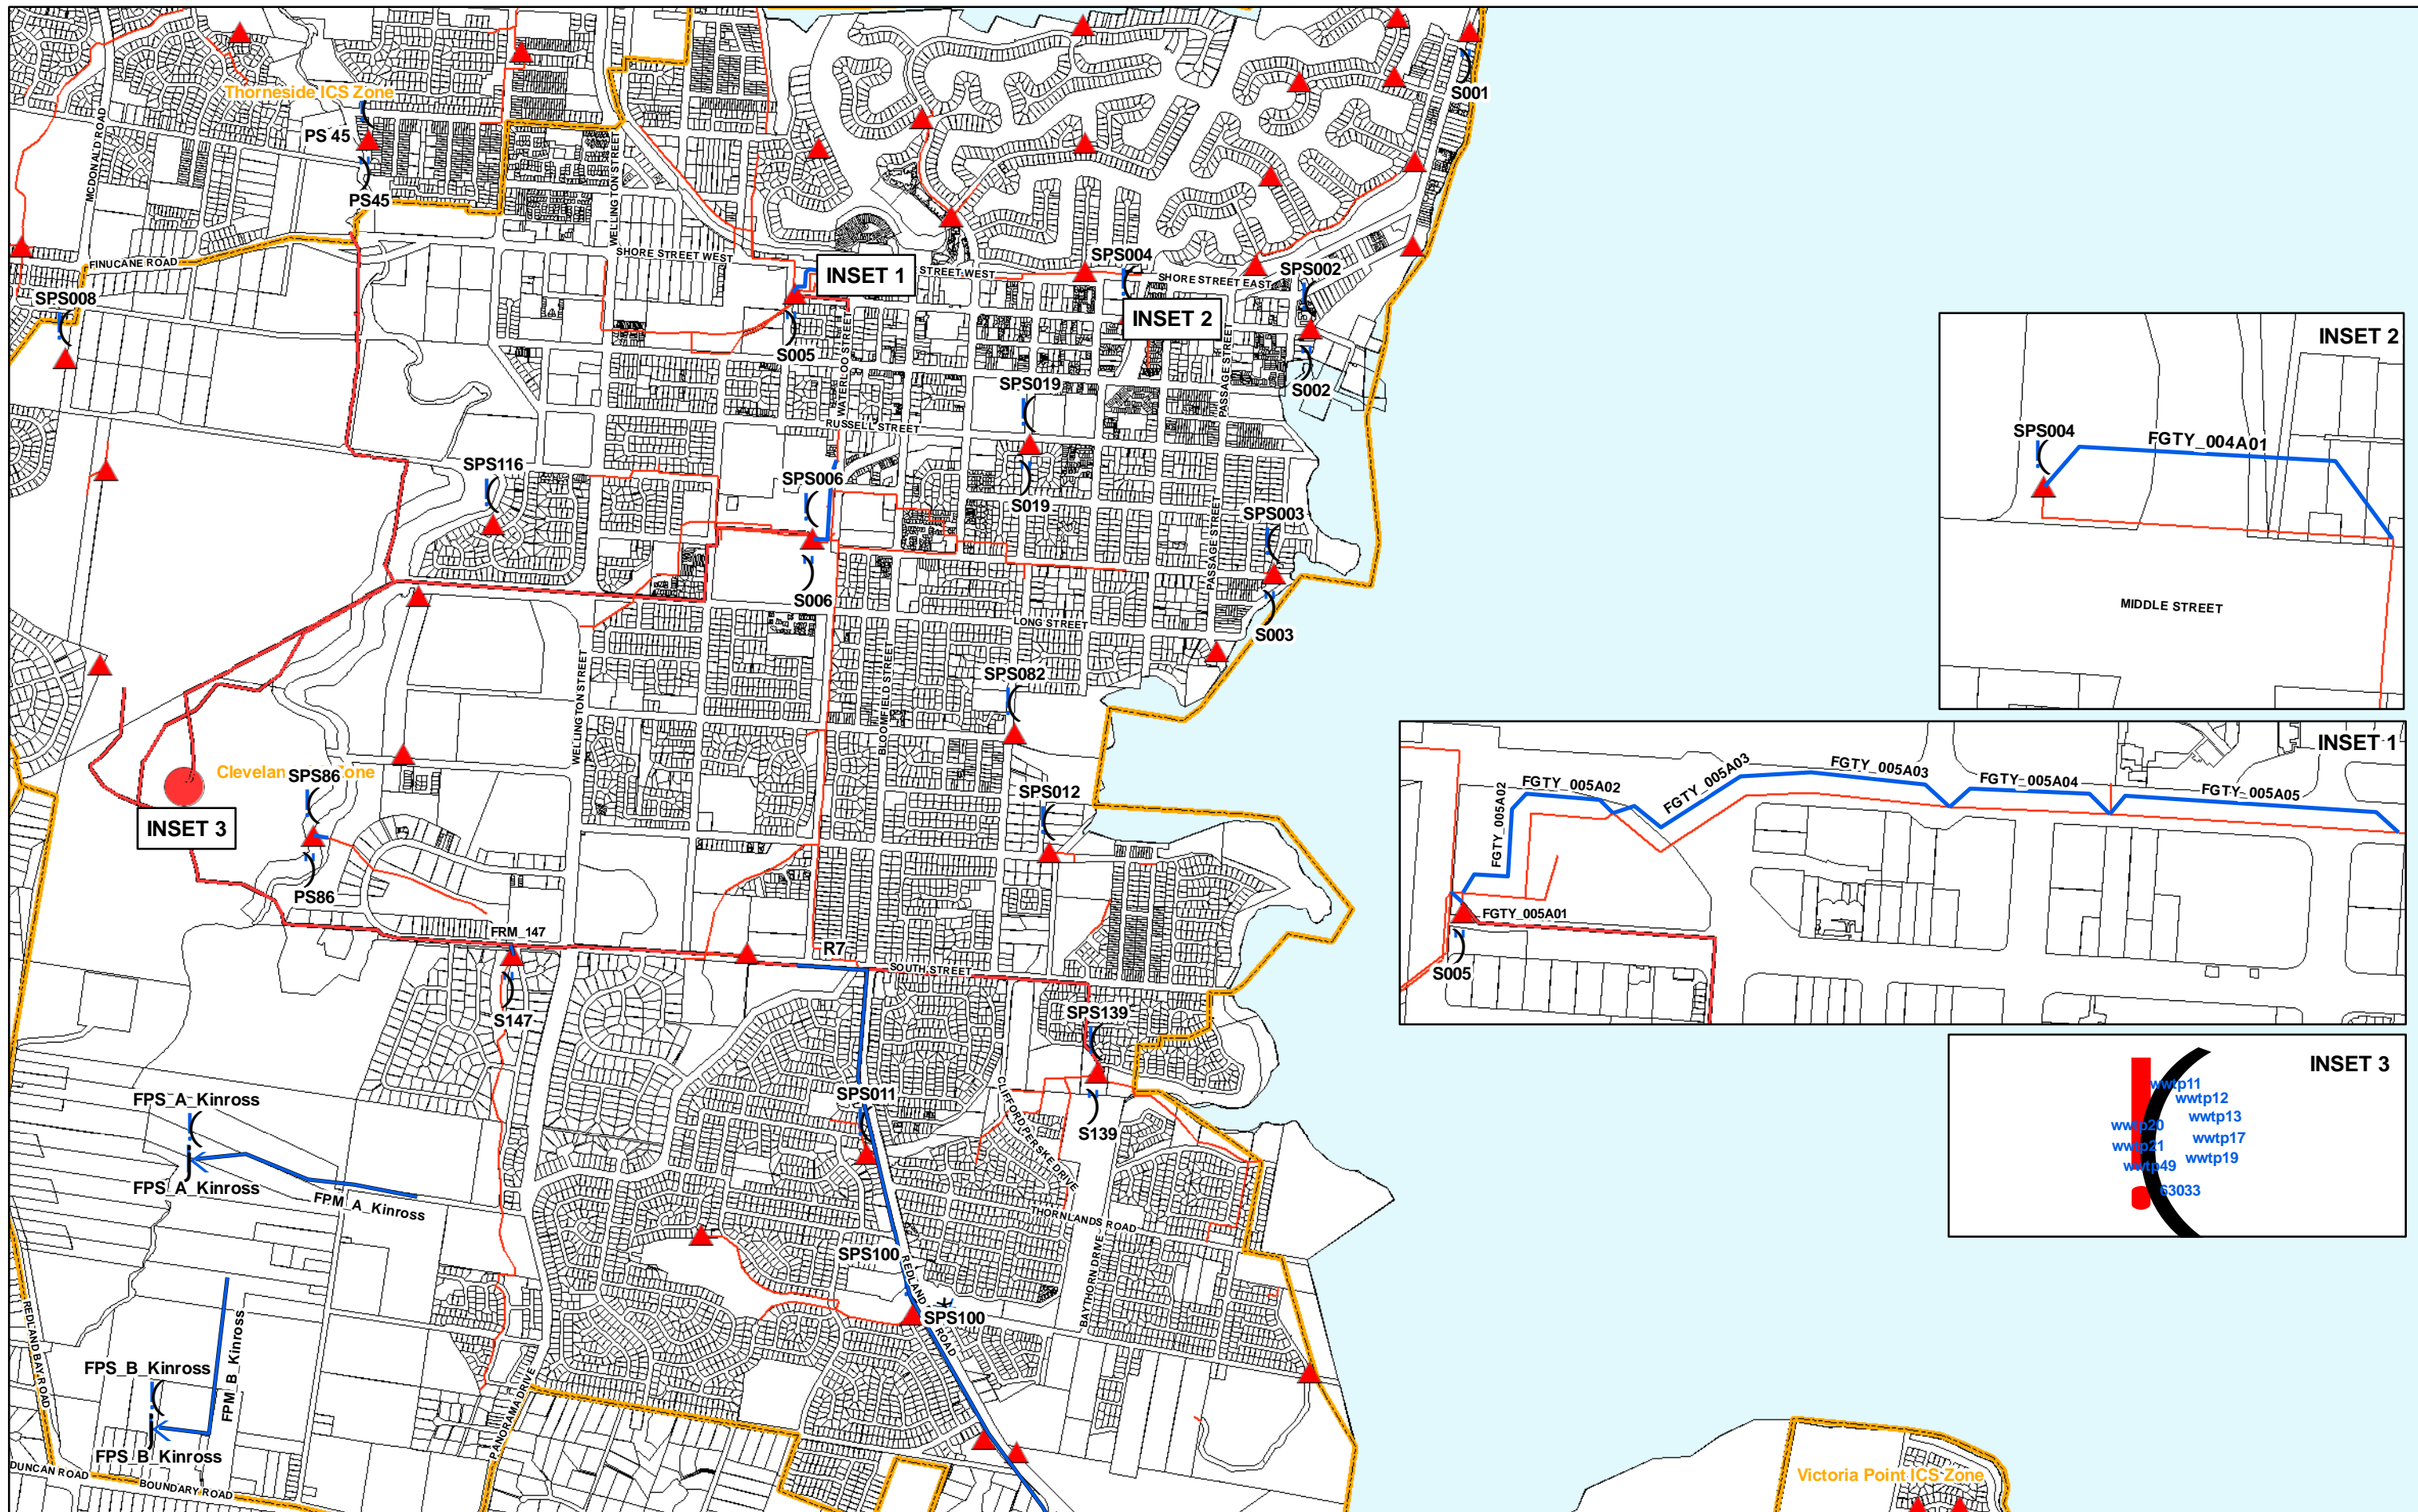 S001
Thorneside ICS Zone
PS 45
MCDONALD ROAD
WELLINGTON STREET
PS45
SHORE STREET WEST
FINUCANE ROAD
INSET 1
STREET WEST
SPS004
SHORE STREET EAST
SPS002
SPS008
INSET 2
S005
WATERLOO STREET
PASSAGE STREET
SPS019
S002
RUSSELL STREET
SPS116
SPS006
S019
SPS003
PASSAGE STREET
S006
LONG STREET
S003
WELLINGTON STREET
BLOOMFIELD STREET
SPS082
Clevelan
one
SPS86
SPS012
INSET 3
PS86
FRM_147
R7
SOUTH STREET
SPS139
S147
FPS_A_Kinross
SPS011
CLIFFORD PERSKE DRIVE
S139
FPS_A_Kinross
FPM_A_Kinross
THORNLANDS ROAD
SPS100
REDLAND
BAYTHORN DRIVE
SPS100
ROAD
REDLAND BAY ROAD
FPM_B_Kinross
FPS_B_Kinross
PANORAMA DRIVE
FPS_B_Kinross
DUNCAN ROAD
BOUNDARY ROAD
INSET 2
SPS004
FGTY_004A01
MIDDLE STREET
INSET 1
FGTY_005A02
FGTY_005A02
FGTY_005A03
FGTY_005A03
FGTY_005A04
FGTY_005A05
FGTY_005A01
S005
INSET 3
wwtp11
wwtp12
wwtp13
wwtp20
wwtp17
wwtp21
wwtp19
wwtp49
63033
Victoria Point ICS Zone